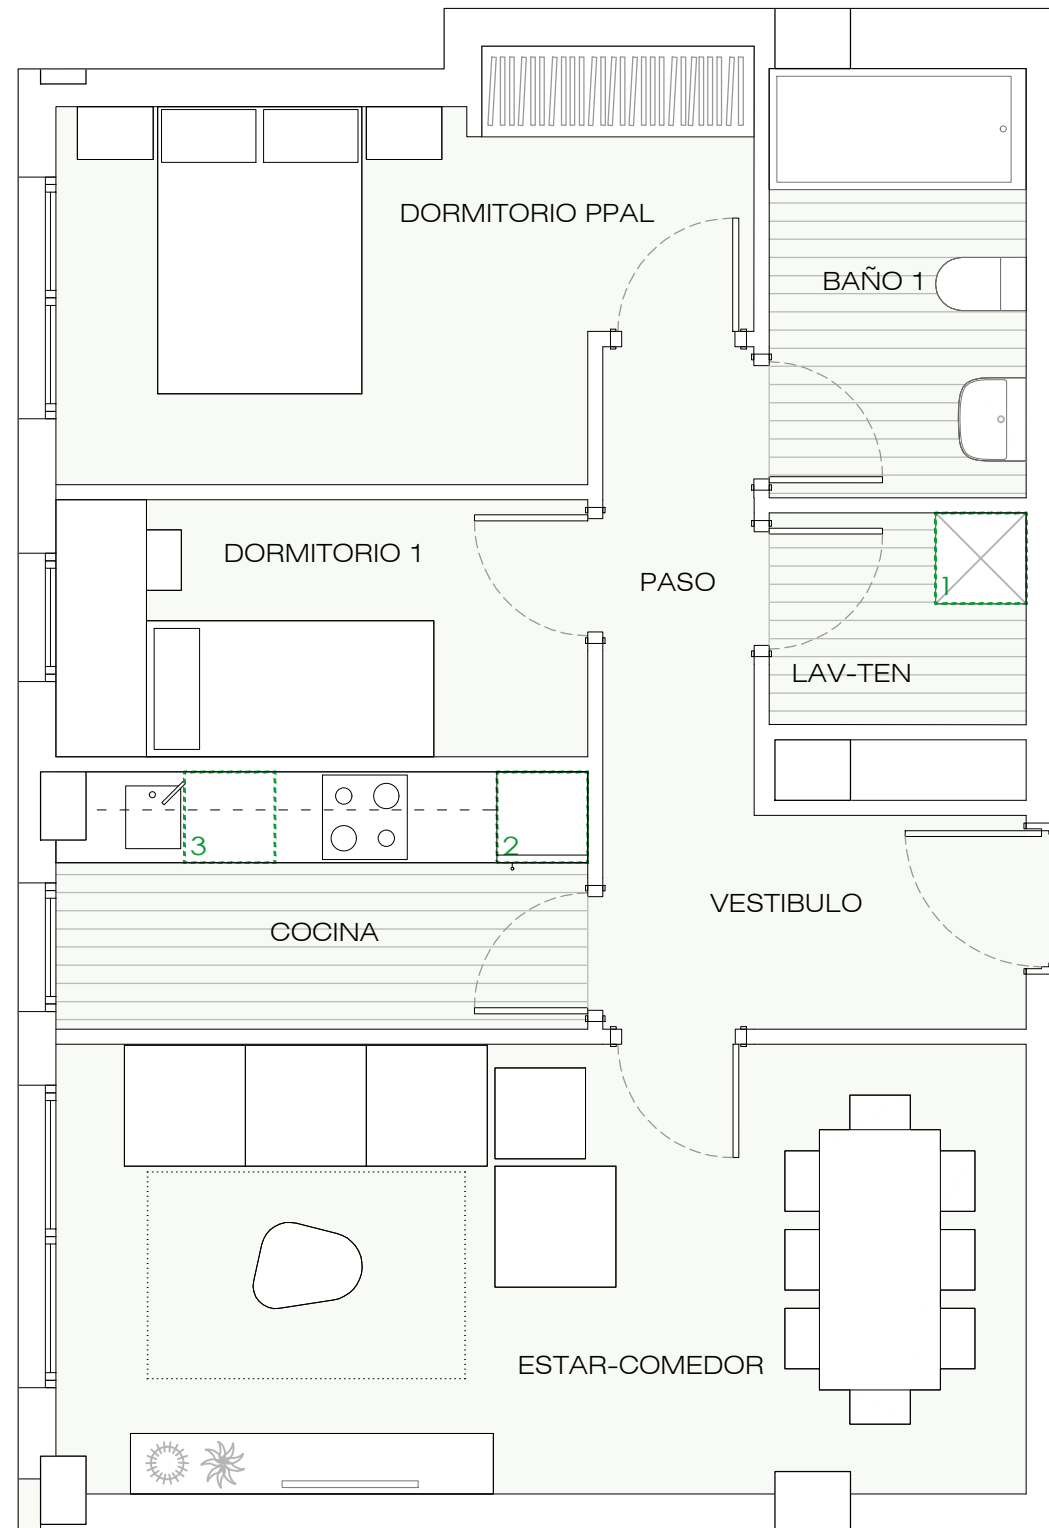 DORMITORIO PPAL
BAÑO 1
DORMITORIO 1
PASO
1
LAV-TEN
3
2
VESTIBULO
COCINA
ESTAR-COMEDOR